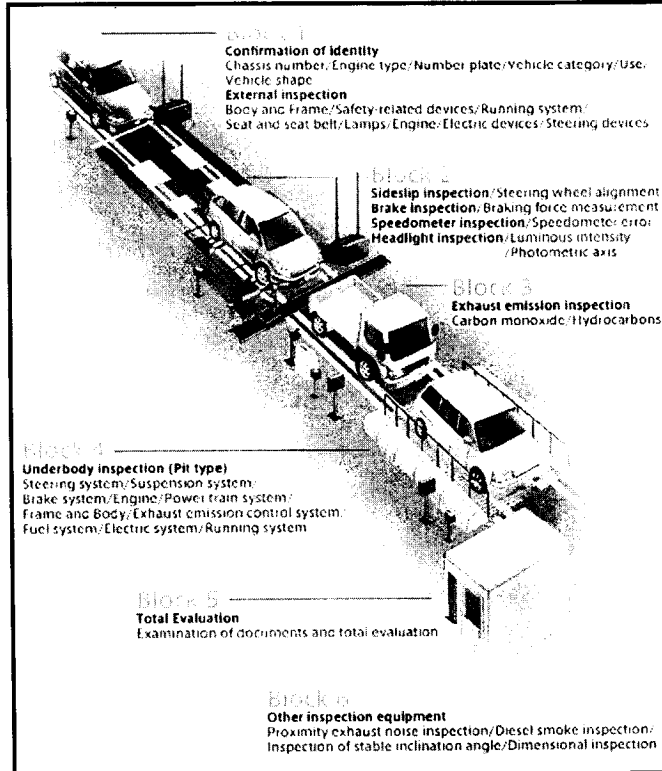 Block 1
Confirmation of identity
Chassis number/Engine type/Number plate/Vehicle category/Use/
Vehicle shape
External inspection
Body and Frame/Safety-related devices/Running system/
Seat and seat belt/Lamps/Engine/Electric devices/Steering devices
Block 2
Sideslip inspection/Steering wheel alignment
Brake inspection/Braking force measurement
Speedometer inspection/Speedometer error
Headlight inspection/Luminous intensity
/Photometric axis
Block 3
Exhaust emission inspection
Carbon monoxide/Hydrocarbons
Block 4
Underbody inspection (Pit type)
Steering system/Suspension system/
Brake system/Engine/Power train system/
Frame and Body/Exhaust emission control system/
Fuel system/Electric system/Running system
Block 5
Total Evaluation
Examination of documents and total evaluation
Block 6
Other inspection equipment
Proximity exhaust noise inspection/Diesel smoke inspection/
Inspection of stable inclination angle/Dimensional inspection